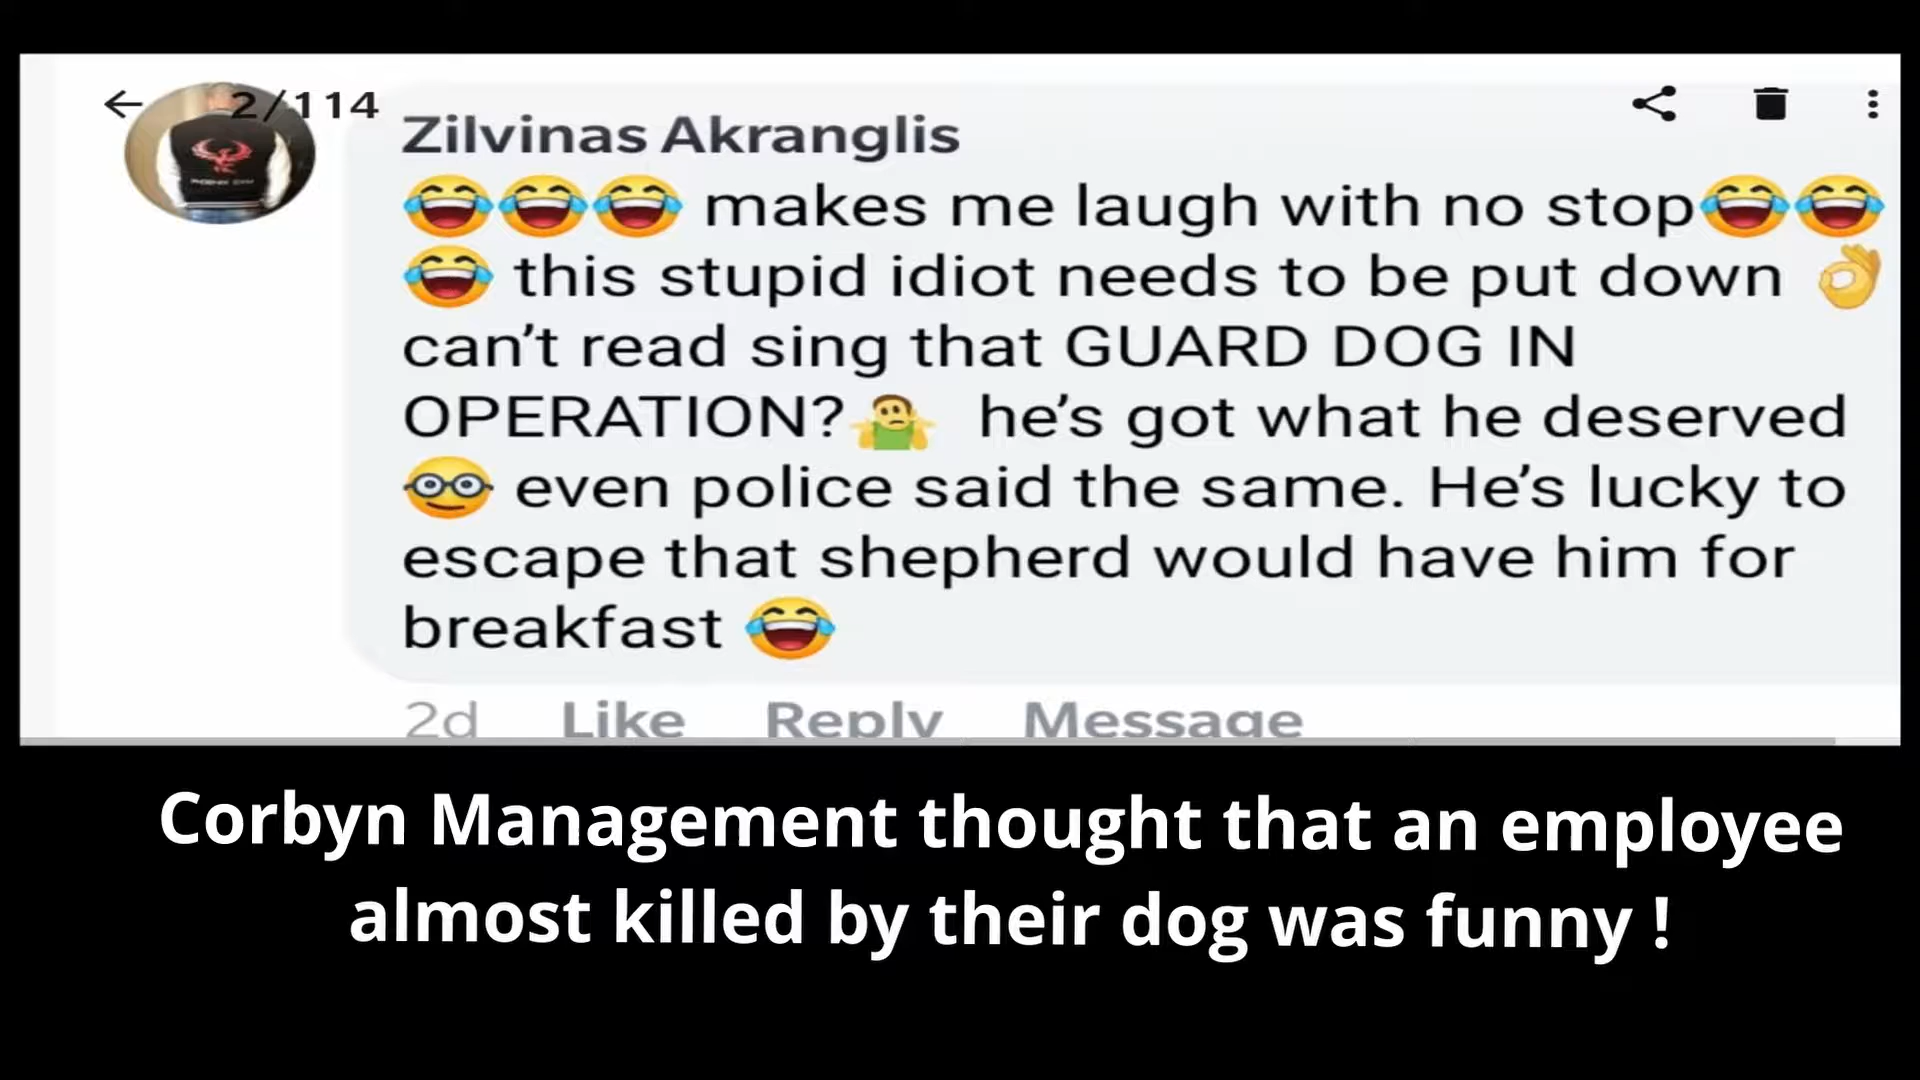 2/114
Zilvinas Akranglis
😂😂😂 makes me laugh with no stop😂😂
😂 this stupid idiot needs to be put down 👌
can't read sing that GUARD DOG IN
OPERATION?🤷‍♂️ he's got what he deserved
🤓 even police said the same. He's lucky to
escape that shepherd would have him for
breakfast 😂
2d Like Reply Message
Corbyn Management thought that an employee
almost killed by their dog was funny !